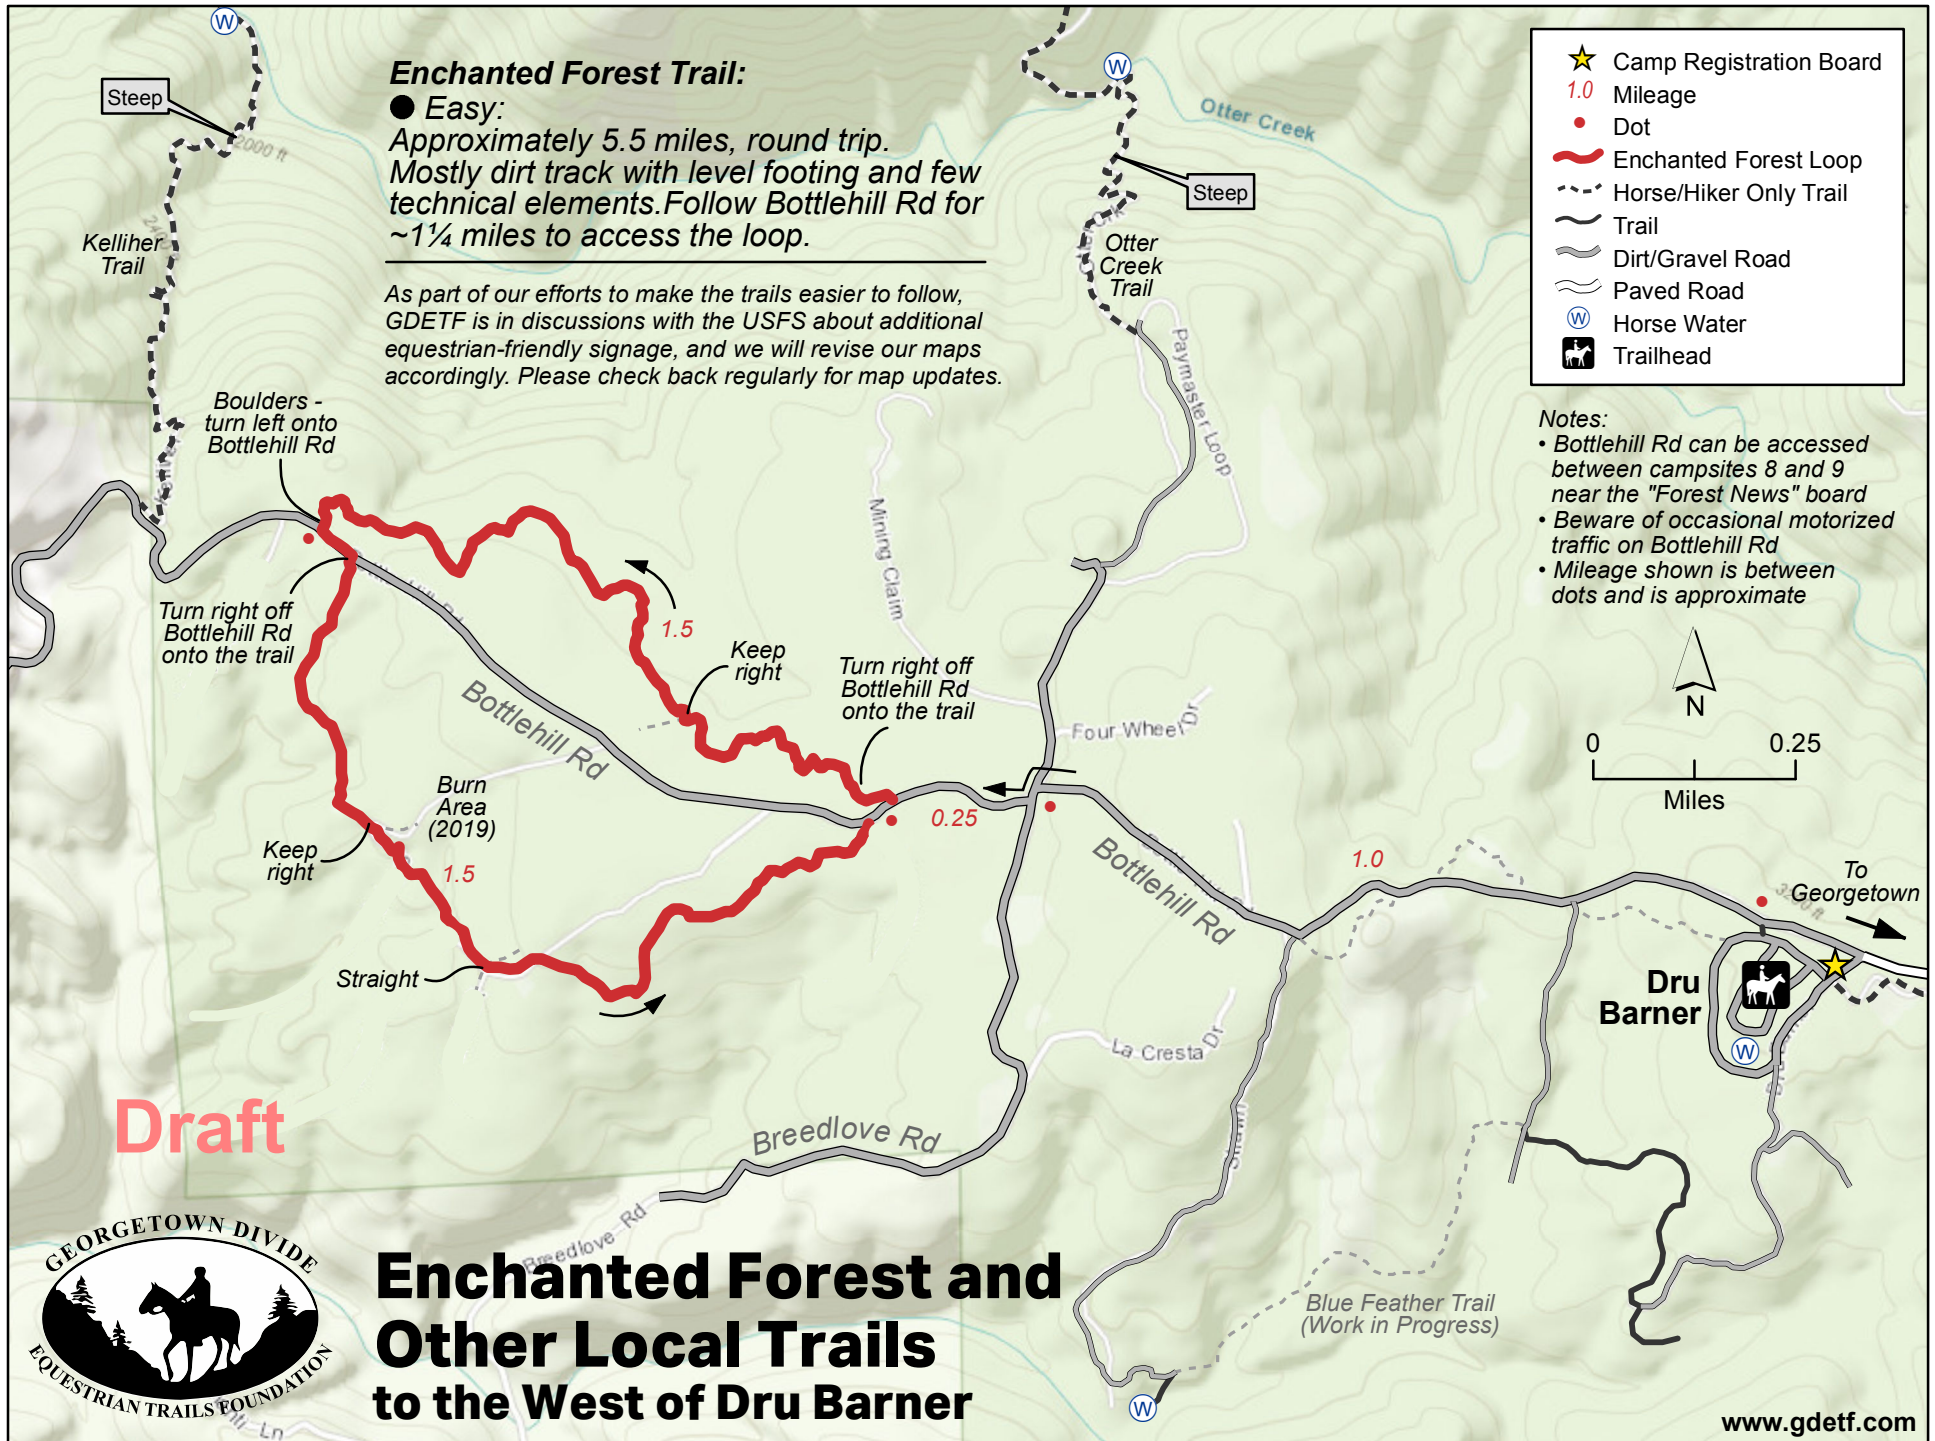 Enchanted Forest Trail:
Easy:
Approximately 5.5 miles, round trip.
Mostly dirt track with level footing and few
technical elements.Follow Bottlehill Rd for
~1¼ miles to access the loop.
As part of our efforts to make the trails easier to follow,
GDETF is in discussions with the USFS about additional
equestrian-friendly signage, and we will revise our maps
accordingly. Please check back regularly for map updates.
W
Steep
2000 ft
Kelliher
Trail
W
Otter Creek
Steep
Otter
Creek
Trail
Paymaster Loop
Camp Registration Board
1.0
Mileage
Dot
Enchanted Forest Loop
Horse/Hiker Only Trail
Trail
Dirt/Gravel Road
Paved Road
W
Horse Water
Trailhead
Notes:
• Bottlehill Rd can be accessed
between campsites 8 and 9
near the "Forest News" board
• Beware of occasional motorized
traffic on Bottlehill Rd
• Mileage shown is between
dots and is approximate
N
0
0.25
Miles
Boulders -
turn left onto
Bottlehill Rd
Turn right off
Bottlehill Rd
onto the trail
Mining Claim
1.5
Keep
right
Turn right off
Bottlehill Rd
onto the trail
Bottlehill Rd
Four Wheel Dr
Burn
Area
(2019)
Keep
right
1.5
0.25
Straight
Bottlehill Rd
1.0
To
Georgetown
3200 ft
Dru
Barner
W
La Cresta Dr
Shawn
Breedlove Rd
Breedlove Rd
Draft
Blue Feather Trail
(Work in Progress)
W
GEORGETOWN DIVIDE
EQUESTRIAN TRAILS FOUNDATION
Ln
Enchanted Forest and
Other Local Trails
to the West of Dru Barner
www.gdetf.com